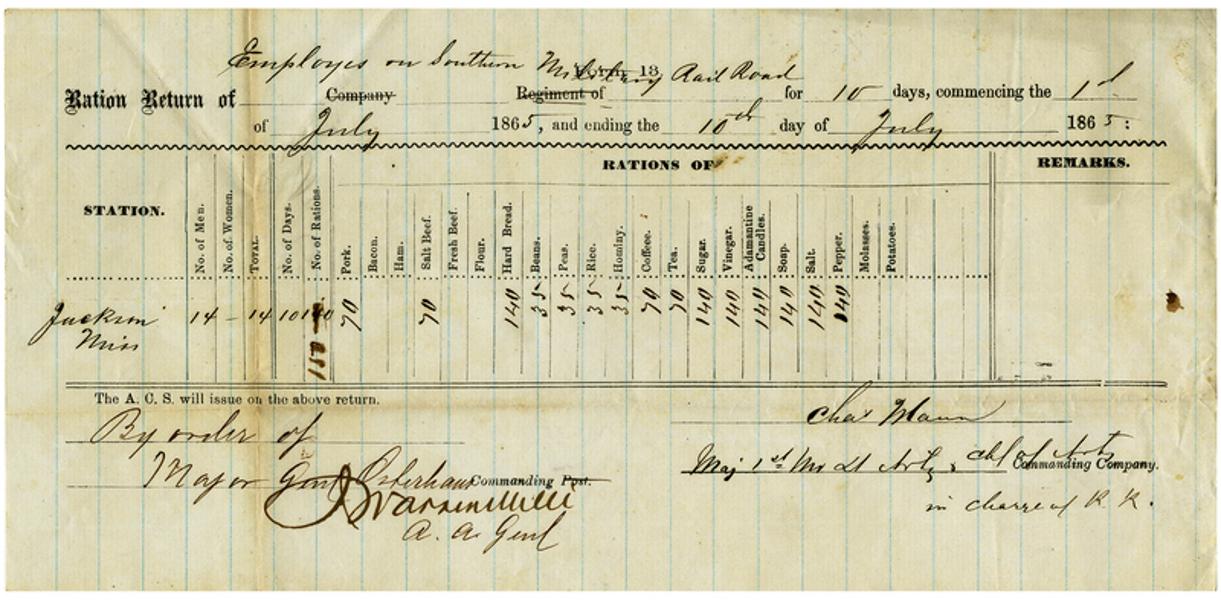 Employes on Southern Military Rail Road
Ration Return of Company Regiment of for 10 days, commencing the 1st
of July 1865, and ending the 10th day of July 1865:
RATIONS OF REMARKS.
STATION. No. of Men. No. of Women. TOTAL. No. of Days. No. of Rations. Pork. Bacon. Ham. Salt Beef. Fresh Beef. Flour. Hard Bread. Beans. Peas. Rice. Hominy. Coffeee. Tea. Sugar. Vinegar. Adamantine Candles. Soap. Salt. Pepper. Molasses. Potatoes.
Jackson 14 – 14 10 140 70 70 140 35 35 35 35 70 70 140 140 140 140 140 140
Miss
The A. C. S. will issue on the above return.
Chas Mann
By order of
Major Genl Osterhaus Commanding Post. Maj 1st Mo Lt Arty & Chf of Arty Commanding Company.
in charge of R. R.
A. A. Genl